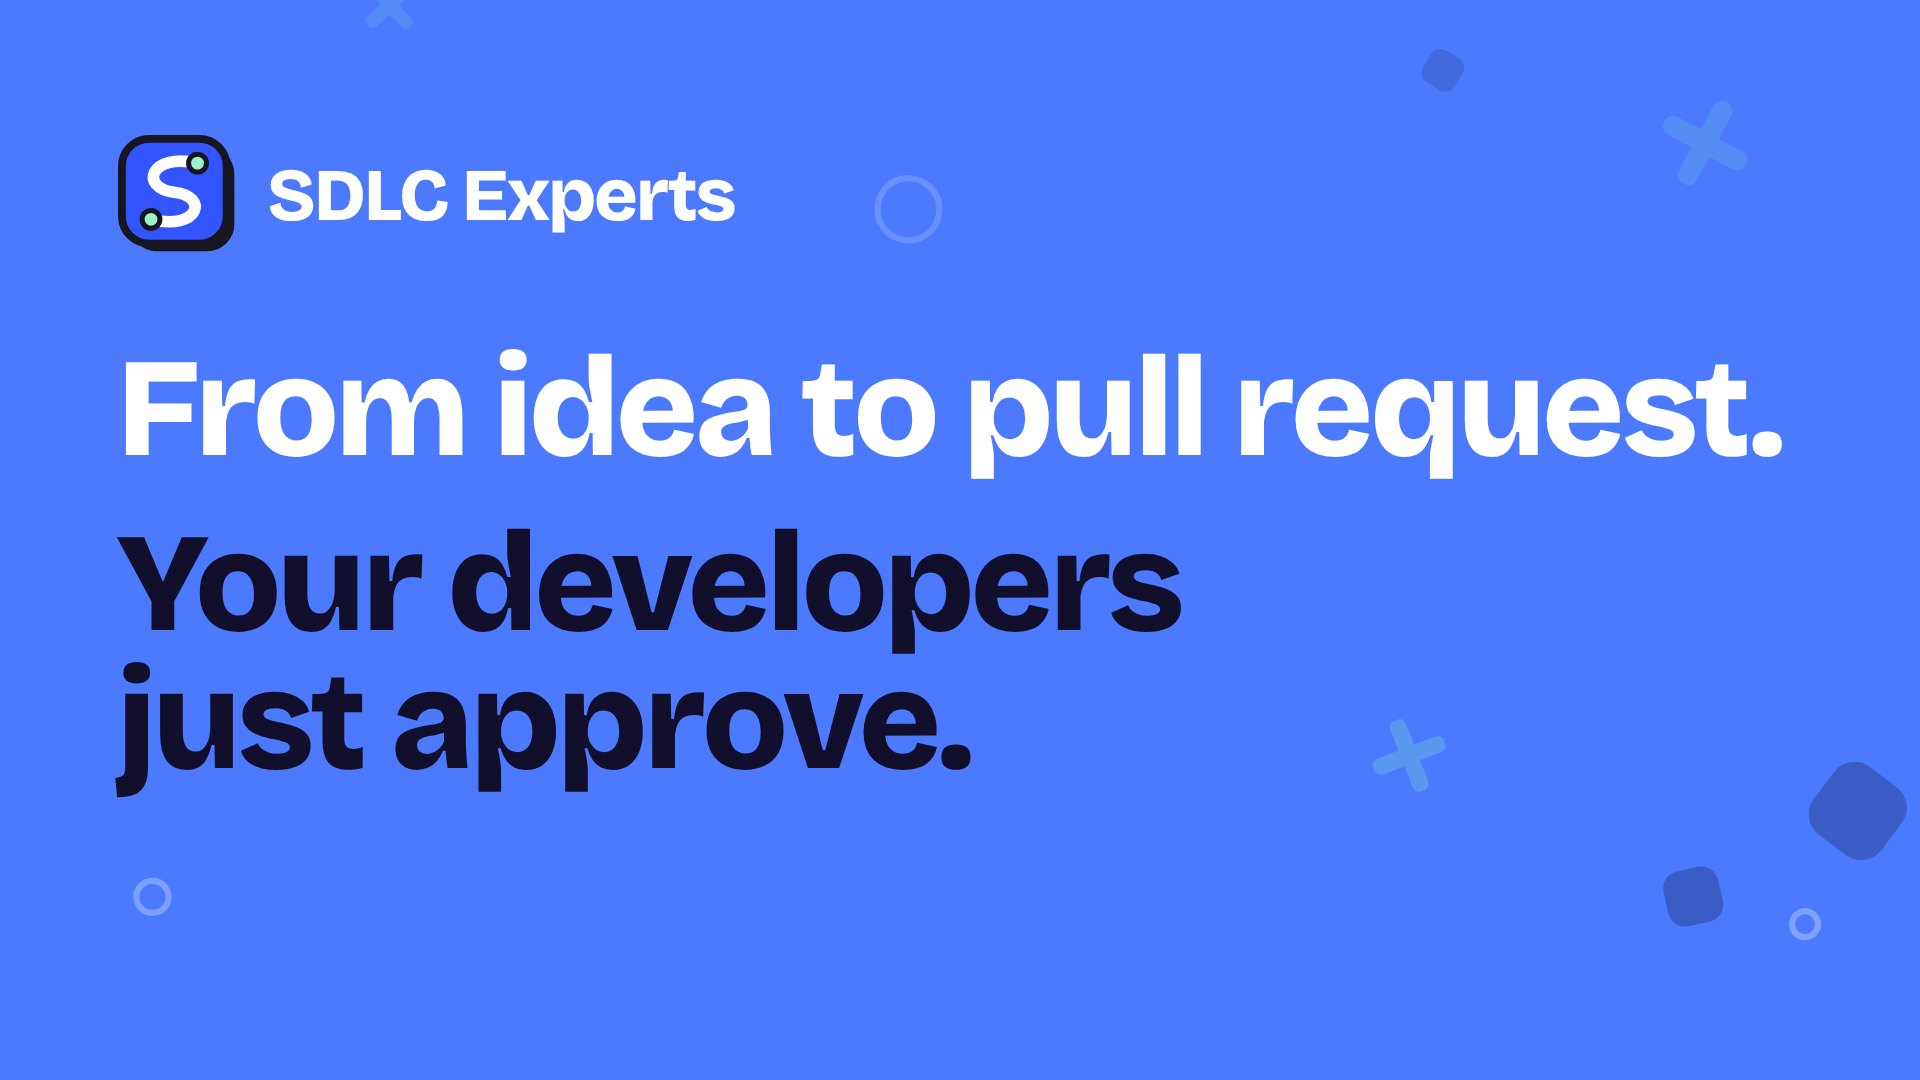 SDLC Experts
From idea to pull request.
Your developers
just approve.